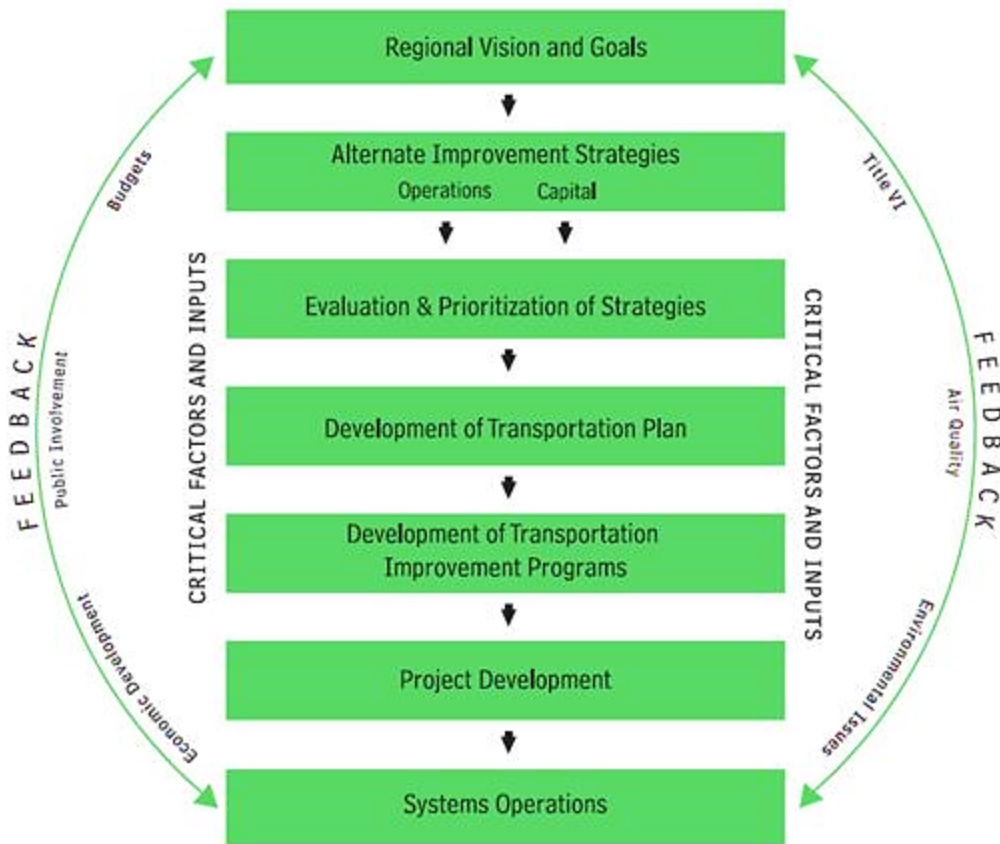 Regional Vision and Goals
Alternate Improvement Strategies
Operations Capital
Evaluation & Prioritization of Strategies
Development of Transportation Plan
Development of Transportation
Improvement Programs
Project Development
Systems Operations
FEEDBACK
Budgets
Public Involvement
Economic Development
CRITICAL FACTORS AND INPUTS
CRITICAL FACTORS AND INPUTS
Title VI
Air Quality
Environmental Issues
FEEDBACK